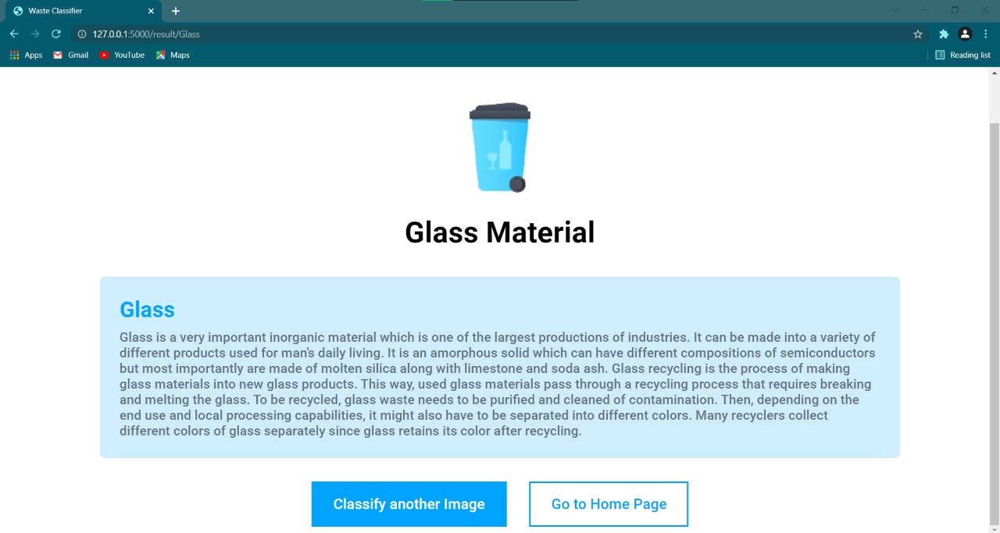 Waste Classifier
127.0.0.1:5000/result/Glass
Apps Gmail YouTube Maps Reading list
Glass Material
Glass
Glass is a very important inorganic material which is one of the largest productions of industries. It can be made into a variety of
different products used for man’s daily living. It is an amorphous solid which can have different compositions of semiconductors
but most importantly are made of molten silica along with limestone and soda ash. Glass recycling is the process of making
glass materials into new glass products. This way, used glass materials pass through a recycling process that requires breaking
and melting the glass. To be recycled, glass waste needs to be purified and cleaned of contamination. Then, depending on the
end use and local processing capabilities, it might also have to be separated into different colors. Many recyclers collect
different colors of glass separately since glass retains its color after recycling.
Classify another Image Go to Home Page